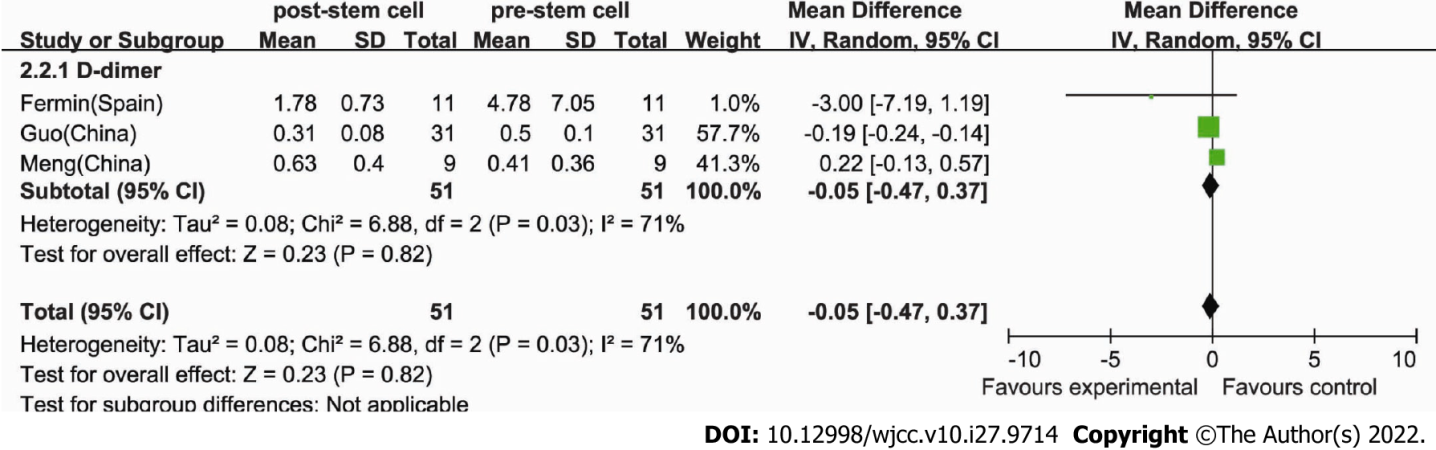 post-stem cell pre-stem cell Mean Difference Mean Difference
Study or Subgroup Mean SD Total Mean SD Total Weight IV, Random, 95% CI IV, Random, 95% CI
2.2.1 D-dimer
Fermin(Spain) 1.78 0.73 11 4.78 7.05 11 1.0% -3.00 [-7.19, 1.19]
Guo(China) 0.31 0.08 31 0.5 0.1 31 57.7% -0.19 [-0.24, -0.14]
Meng(China) 0.63 0.4 9 0.41 0.36 9 41.3% 0.22 [-0.13, 0.57]
Subtotal (95% CI) 51 51 100.0% -0.05 [-0.47, 0.37]
Heterogeneity: Tau² = 0.08; Chi² = 6.88, df = 2 (P = 0.03); I² = 71%
Test for overall effect: Z = 0.23 (P = 0.82)
Total (95% CI) 51 51 100.0% -0.05 [-0.47, 0.37]
Heterogeneity: Tau² = 0.08; Chi² = 6.88, df = 2 (P = 0.03); I² = 71%
Test for overall effect: Z = 0.23 (P = 0.82)
Test for subgroup differences: Not applicable
-10 -5 0 5 10
Favours experimental Favours control
DOI: 10.12998/wjcc.v10.i27.9714 Copyright ©The Author(s) 2022.